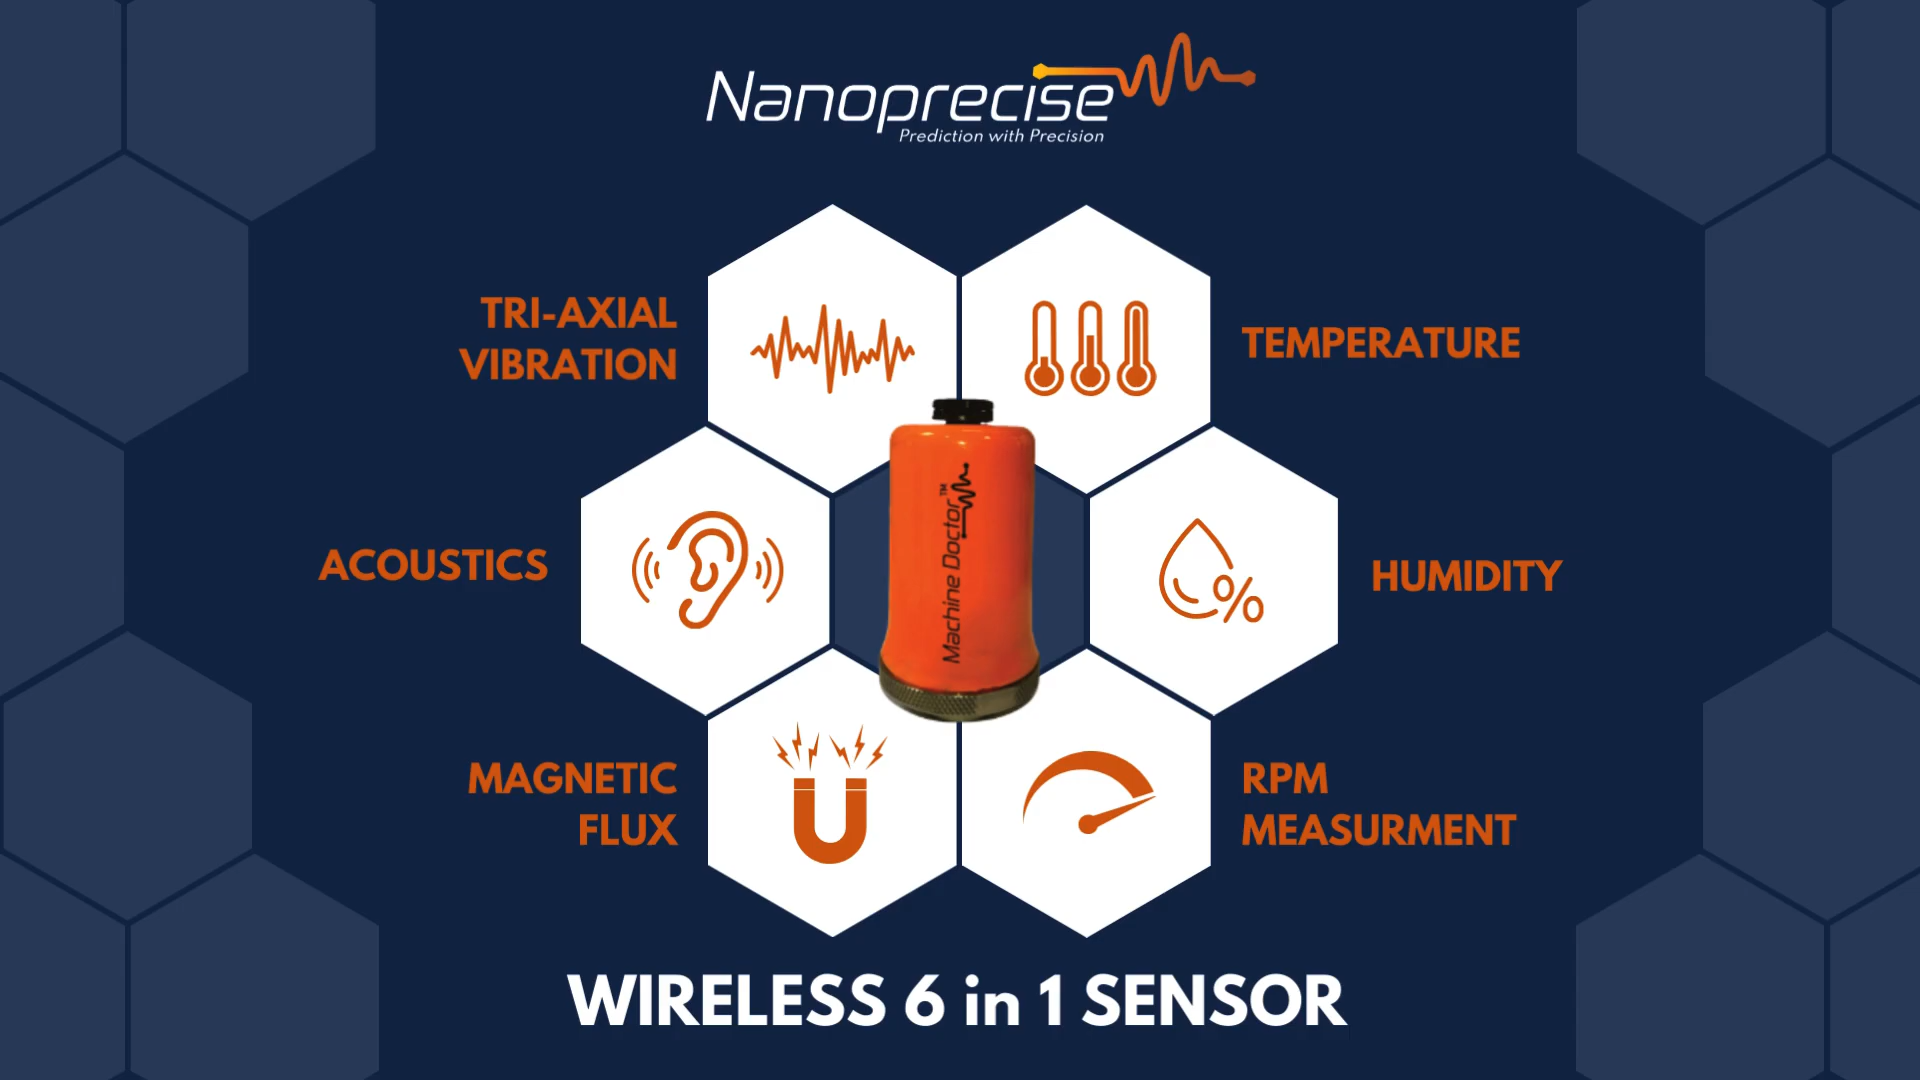 Nanoprecise
Prediction with Precision
TRI-AXIAL
VIBRATION
TEMPERATURE
ACOUSTICS
Machine Doctor™
HUMIDITY
MAGNETIC
FLUX
RPM
MEASURMENT
WIRELESS 6 in 1 SENSOR